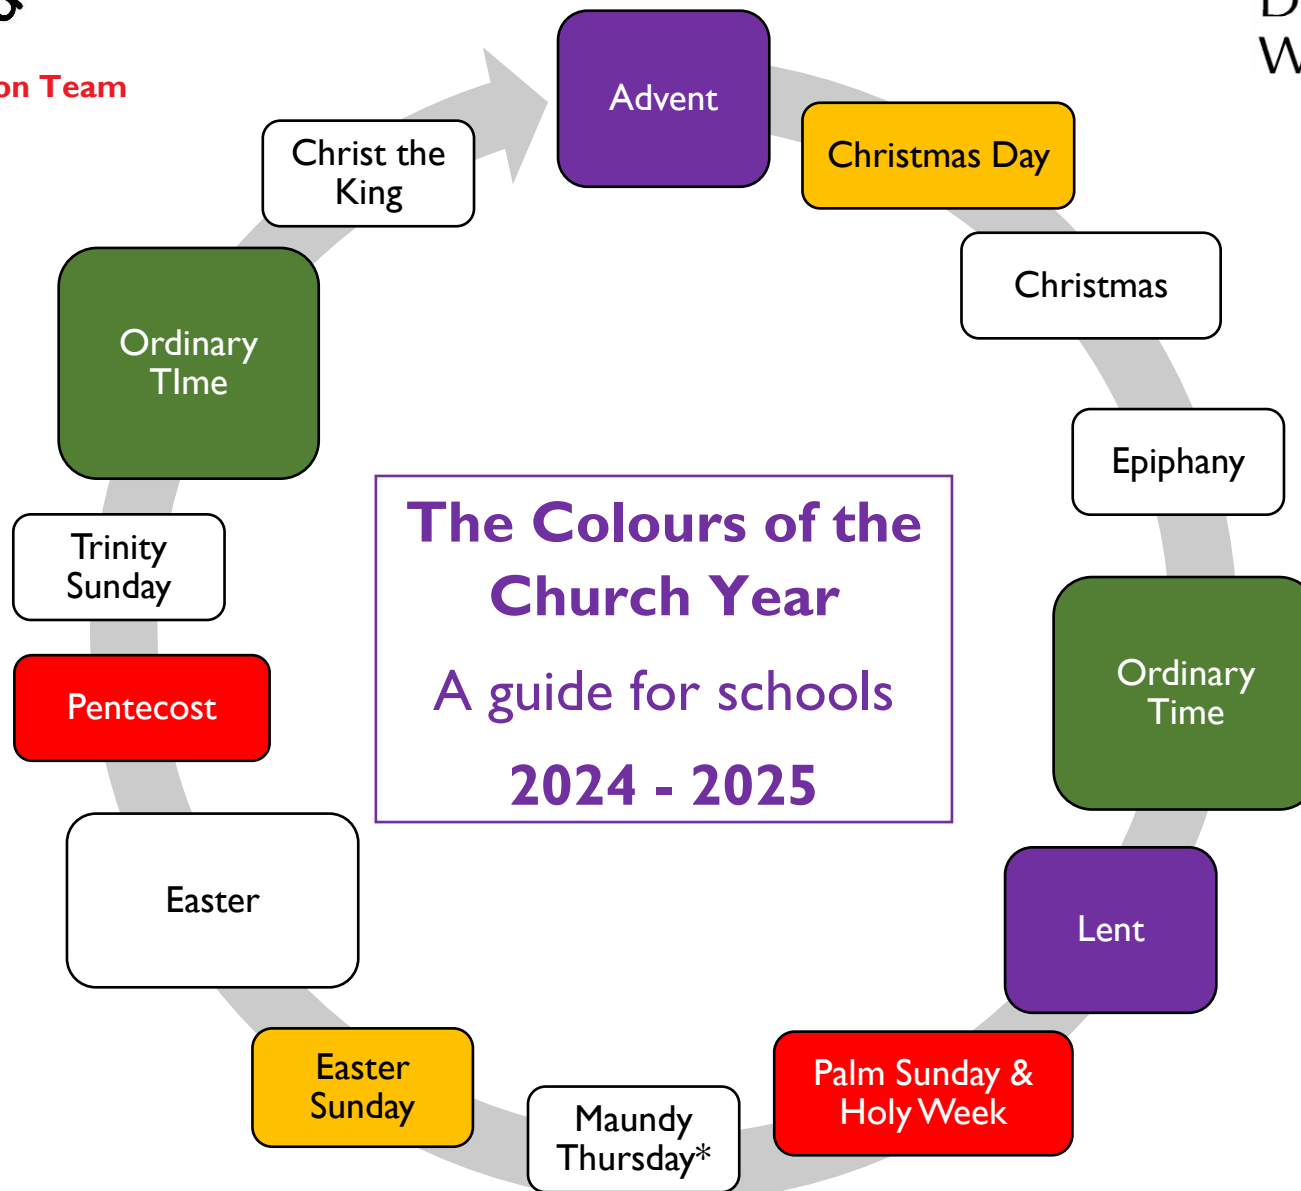 on Team
D
W
Advent
Christmas Day
Christmas
Epiphany
Ordinary
Time
Lent
Palm Sunday &
Holy Week
Maundy
Thursday*
Easter
Sunday
Easter
Pentecost
Trinity
Sunday
Ordinary
TIme
Christ the
King
The Colours of the
Church Year
A guide for schools
2024 - 2025